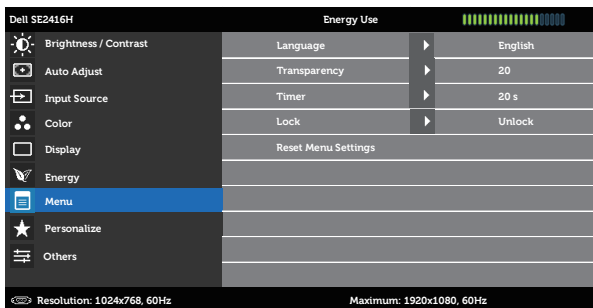 Dell SE2416H Energy Use
Brightness / Contrast Language English
Auto Adjust Transparency 20
Input Source Timer 20 s
Color Lock Unlock
Display Reset Menu Settings
Energy
Menu
Personalize
Others
Resolution: 1024x768, 60Hz Maximum: 1920x1080, 60Hz